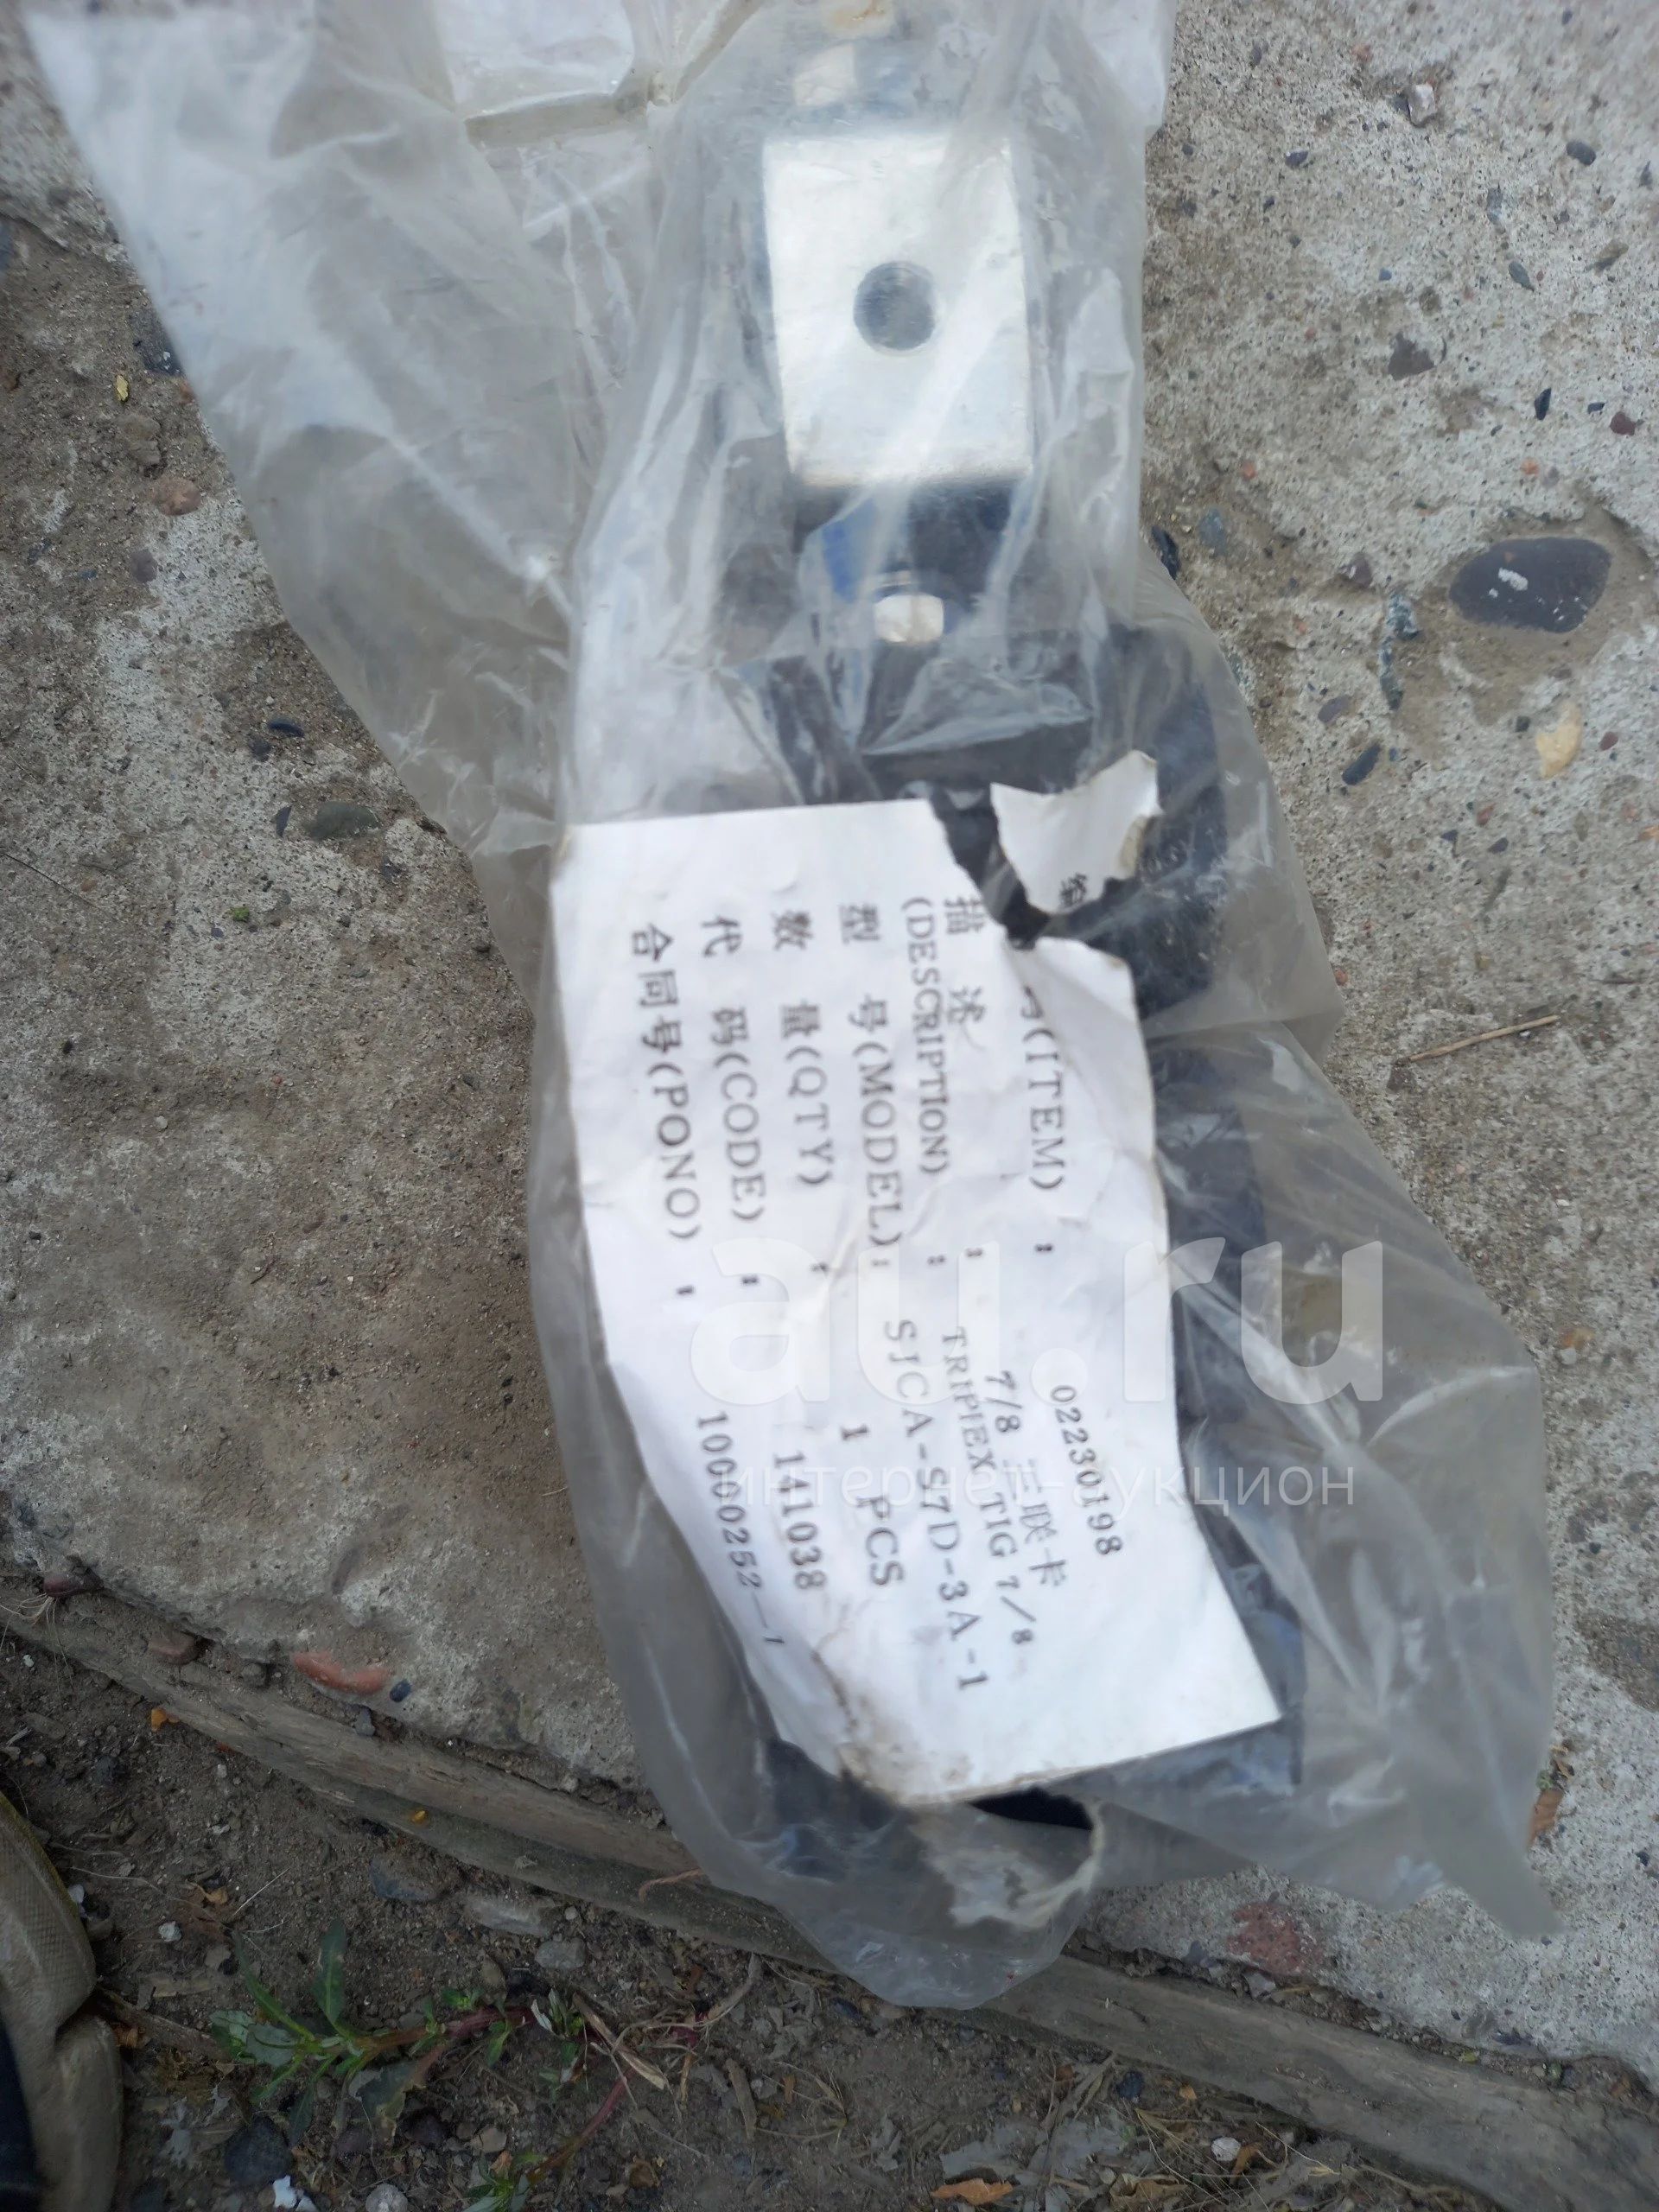 编号(ITEM) : 02230198
描述 : 7/8 三联卡
(DESCRIPTION) : TRIPIEX TIG 7/8
型 号(MODEL): SJCA-S7D-3A-1
数 量(QTY) : 1 PCS
代 码(CODE) : 141038
合同号(PONO) : 10000252-1
au.ru
интернет-аукцион